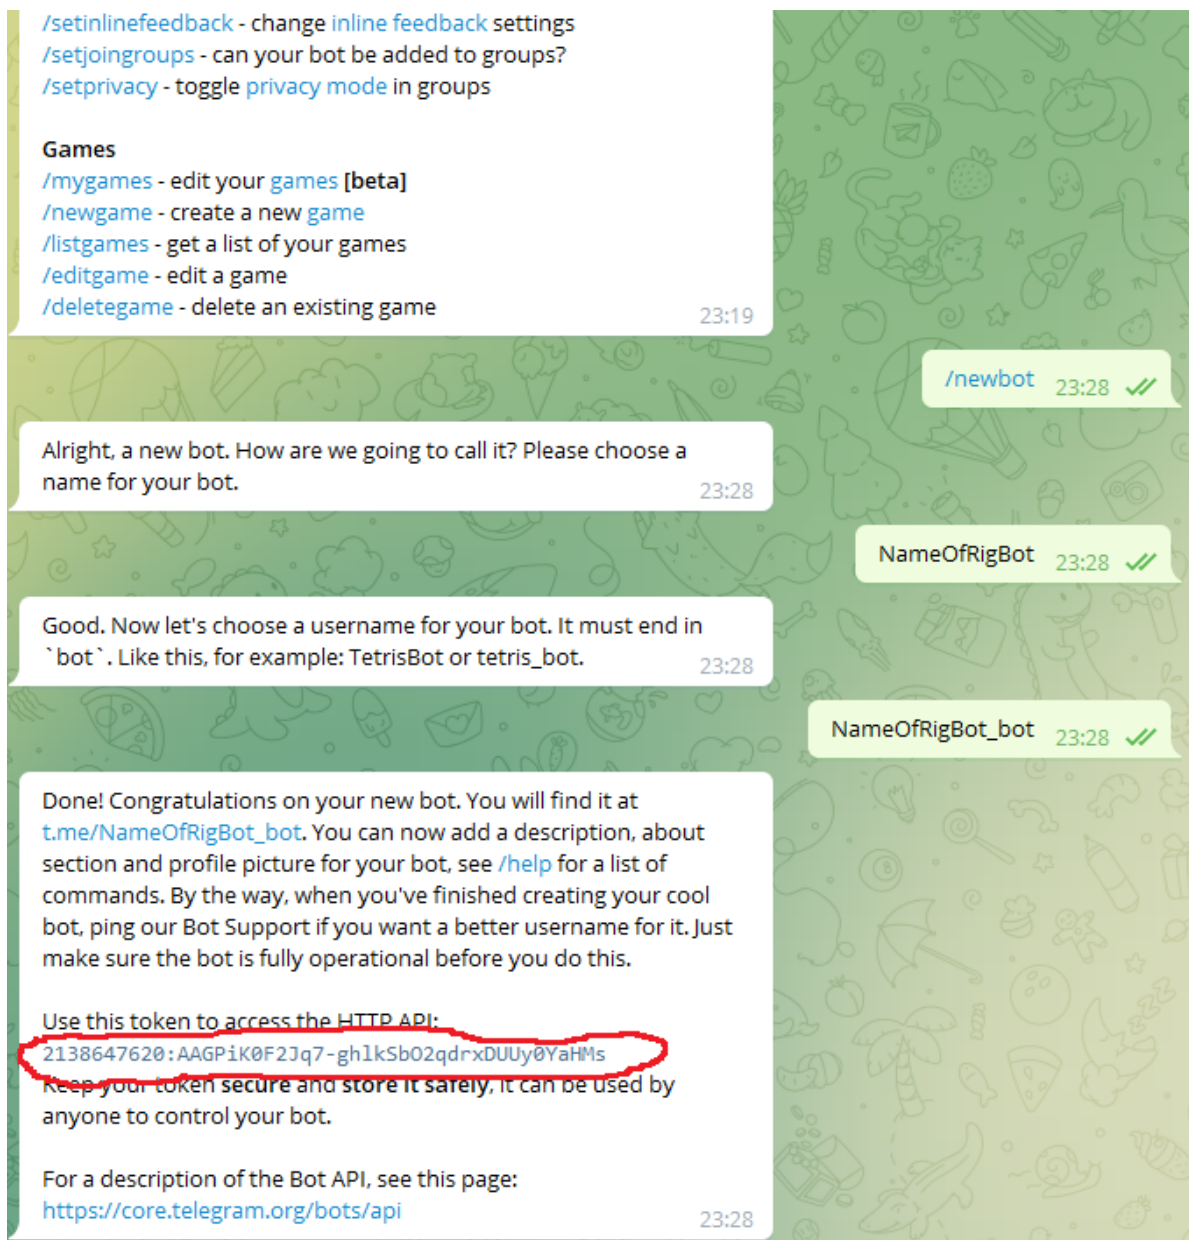 /setinlinefeedback - change inline feedback settings
/setjoingroups - can your bot be added to groups?
/setprivacy - toggle privacy mode in groups
Games
/mygames - edit your games [beta]
/newgame - create a new game
/listgames - get a list of your games
/editgame - edit a game
/deletegame - delete an existing game
23:19
/newbot 23:28
Alright, a new bot. How are we going to call it? Please choose a
name for your bot.
23:28
NameOfRigBot 23:28
Good. Now let's choose a username for your bot. It must end in
`bot`. Like this, for example: TetrisBot or tetris_bot.
23:28
NameOfRigBot_bot 23:28
Done! Congratulations on your new bot. You will find it at
t.me/NameOfRigBot_bot. You can now add a description, about
section and profile picture for your bot, see /help for a list of
commands. By the way, when you've finished creating your cool
bot, ping our Bot Support if you want a better username for it. Just
make sure the bot is fully operational before you do this.
Use this token to access the HTTP API:
2138647620:AAGPiK0F2Jq7-ghlkSbO2qdrxDUUy0YaHMs
Keep your token secure and store it safely, it can be used by
anyone to control your bot.
For a description of the Bot API, see this page:
https://core.telegram.org/bots/api
23:28